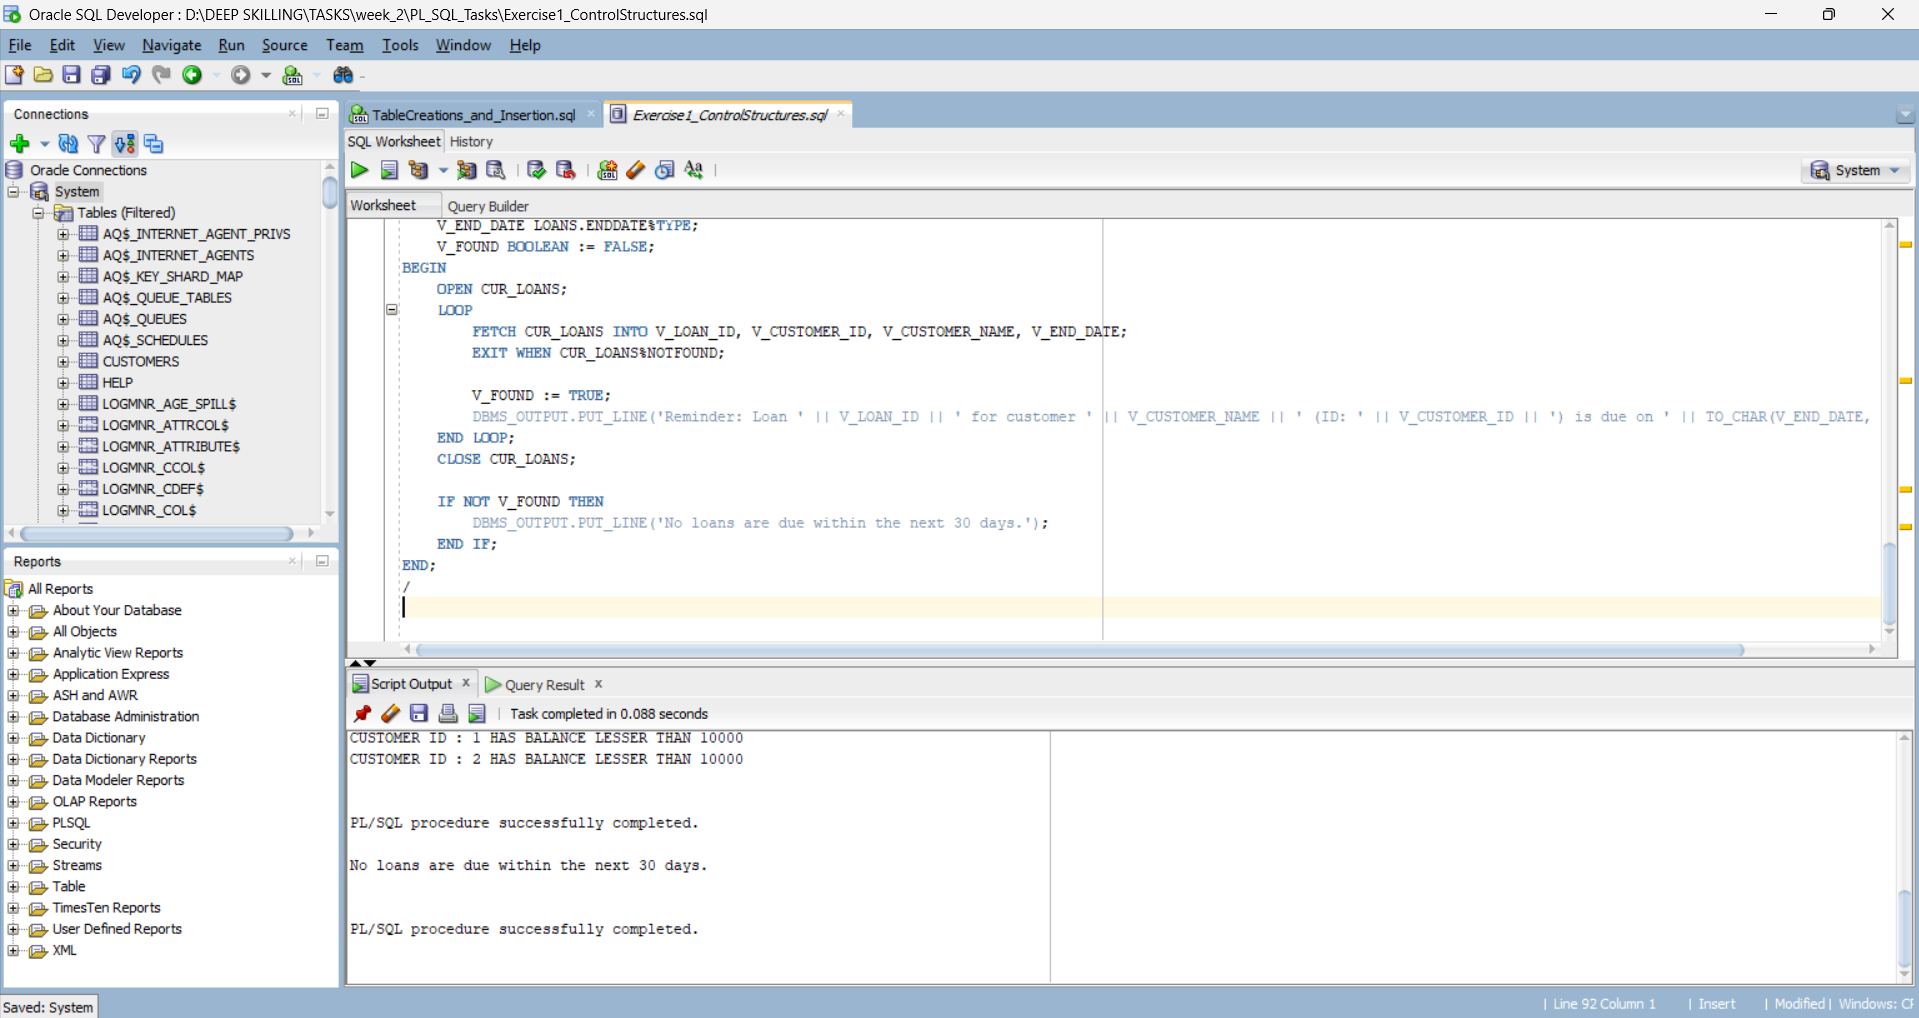 Oracle SQL Developer : D:\DEEP SKILLING\TASKS\week_2\PL_SQL_Tasks\Exercise1_ControlStructures.sql
File Edit View Navigate Run Source Team Tools Window Help
Connections
Oracle Connections
System
Tables (Filtered)
AQ$_INTERNET_AGENT_PRIVS
AQ$_INTERNET_AGENTS
AQ$_KEY_SHARD_MAP
AQ$_QUEUE_TABLES
AQ$_QUEUES
AQ$_SCHEDULES
CUSTOMERS
HELP
LOGMNR_AGE_SPILL$
LOGMNR_ATTRCOL$
LOGMNR_ATTRIBUTE$
LOGMNR_CCOL$
LOGMNR_CDEF$
LOGMNR_COL$
Reports
All Reports
About Your Database
All Objects
Analytic View Reports
Application Express
ASH and AWR
Database Administration
Data Dictionary
Data Dictionary Reports
Data Modeler Reports
OLAP Reports
PLSQL
Security
Streams
Table
TimesTen Reports
User Defined Reports
XML
TableCreations_and_Insertion.sql Exercise1_ControlStructures.sql
SQL Worksheet History
System
Worksheet Query Builder
V_END_DATE LOANS.ENDDATE%TYPE;
V_FOUND BOOLEAN := FALSE;
BEGIN
OPEN CUR_LOANS;
LOOP
FETCH CUR_LOANS INTO V_LOAN_ID, V_CUSTOMER_ID, V_CUSTOMER_NAME, V_END_DATE;
EXIT WHEN CUR_LOANS%NOTFOUND;
V_FOUND := TRUE;
DBMS_OUTPUT.PUT_LINE('Reminder: Loan ' || V_LOAN_ID || ' for customer ' || V_CUSTOMER_NAME || ' (ID: ' || V_CUSTOMER_ID || ') is due on ' || TO_CHAR(V_END_DATE,
END LOOP;
CLOSE CUR_LOANS;
IF NOT V_FOUND THEN
DBMS_OUTPUT.PUT_LINE('No loans are due within the next 30 days.');
END IF;
END;
/
Script Output Query Result
Task completed in 0.088 seconds
CUSTOMER ID : 1 HAS BALANCE LESSER THAN 10000
CUSTOMER ID : 2 HAS BALANCE LESSER THAN 10000
PL/SQL procedure successfully completed.
No loans are due within the next 30 days.
PL/SQL procedure successfully completed.
Saved: System
| Line 92 Column 1 | Insert | Modified | Windows: CF